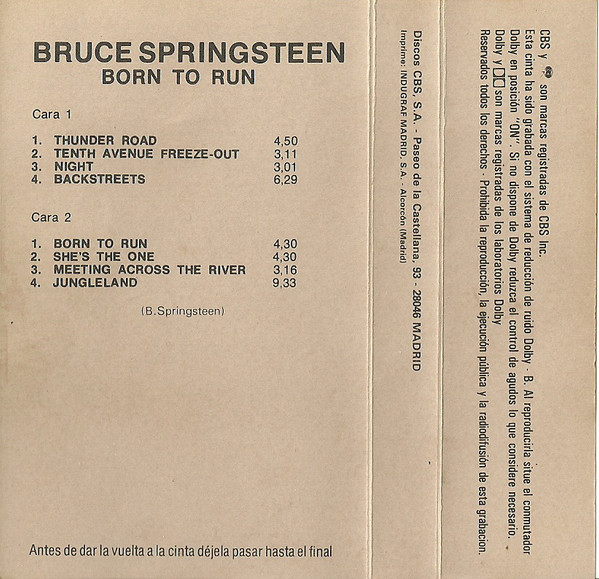 BRUCE SPRINGSTEEN
BORN TO RUN
Cara 1
1. THUNDER ROAD 4,50
2. TENTH AVENUE FREEZE-OUT 3,11
3. NIGHT 3,01
4. BACKSTREETS 6,29
Cara 2
1. BORN TO RUN 4,30
2. SHE'S THE ONE 4,30
3. MEETING ACROSS THE RIVER 3,16
4. JUNGLELAND 9,33
(B. Springsteen)
Antes de dar la vuelta a la cinta déjela pasar hasta el final
Discos CBS, S.A. - Paseo de la Castellana, 93 - 28046 MADRID
Imprime: INDUGRAF MADRID, S.A. - Alcorcón (Madrid)
CBS y son marcas registradas de CBS Inc.
Esta cinta ha sido grabada con el sistema de reducción de ruido Dolby - B. Al reproducirla situe el conmutador
Dolby en posición "ON". Si no dispone de Dolby reduzca el control de agudos lo que considere necesario.
Dolby y son marcas registradas de los laboratorios Dolby
Reservados todos los derechos - Prohibida la reproducción, la ejecución pública y la radiodifusión de esta grabacion.